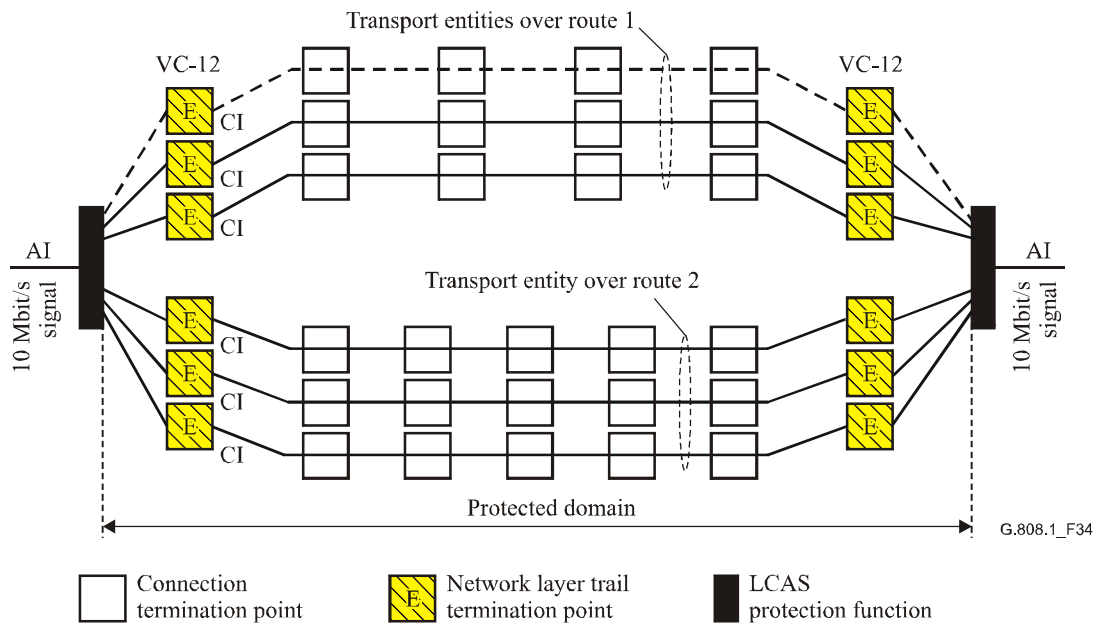 Transport entities over route 1
VC-12
VC-12
E
E
CI
E
E
CI
E
E
CI
AI
AI
10 Mbit/s
signal
10 Mbit/s
signal
Transport entity over route 2
E
E
CI
E
E
CI
E
E
CI
Protected domain
G.808.1_F34
Connection
termination point
E
Network layer trail
termination point
LCAS
protection function